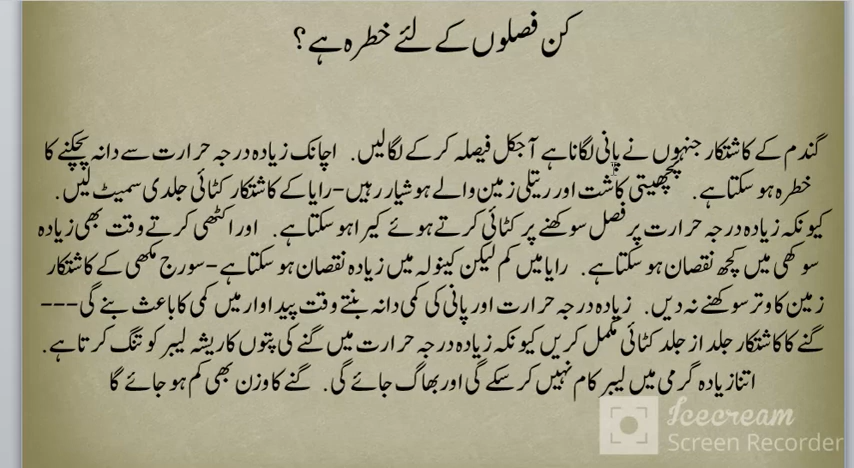 کن فصلوں کے لئے خطرہ ہے؟
گندم کے کاشتکار جنہوں نے پانی لگانا ہے آجکل فیصلہ کر کے لگالیں۔ اچانک زیادہ درجہ حرارت سے دانہ پچکنے کا
خطرہ ہو سکتا ہے۔ پچھیتی کاشت اور ریتلی زمین والے ہوشیار رہیں-رایا کے کاشتکار کٹائی جلدی سمیٹ لیں۔
کیونکہ زیادہ درجہ حرارت پر فصل سوکھنے پر کٹائی کرتے ہوئے کیرا ہو سکتا ہے۔ اور اکٹھی کرتے وقت بھی زیادہ
سوکھی میں کچھ نقصان ہو سکتا ہے۔ رایا میں کم لیکن کینولہ میں زیادہ نقصان ہو سکتا ہے-سورج مکھی کے کاشتکار
زمین کا وتر سوکھنے نہ دیں۔ زیادہ درجہ حرارت اور پانی کی کمی دانہ بنتے وقت پیداوار میں کمی کا باعث بنے گی---
گنے کا کاشتکار جلد از جلد کٹائی مکمل کریں کیونکہ زیادہ درجہ حرارت میں گنے کی پتوں کا ریشہ لیبر کو تنگ کرتا ہے۔
اتنا زیادہ گرمی میں لیبر کام نہیں کر سکے گی اور بھاگ جائے گی۔ گنے کا وزن بھی کم ہو جائے گا
Icecream
Screen Recorder